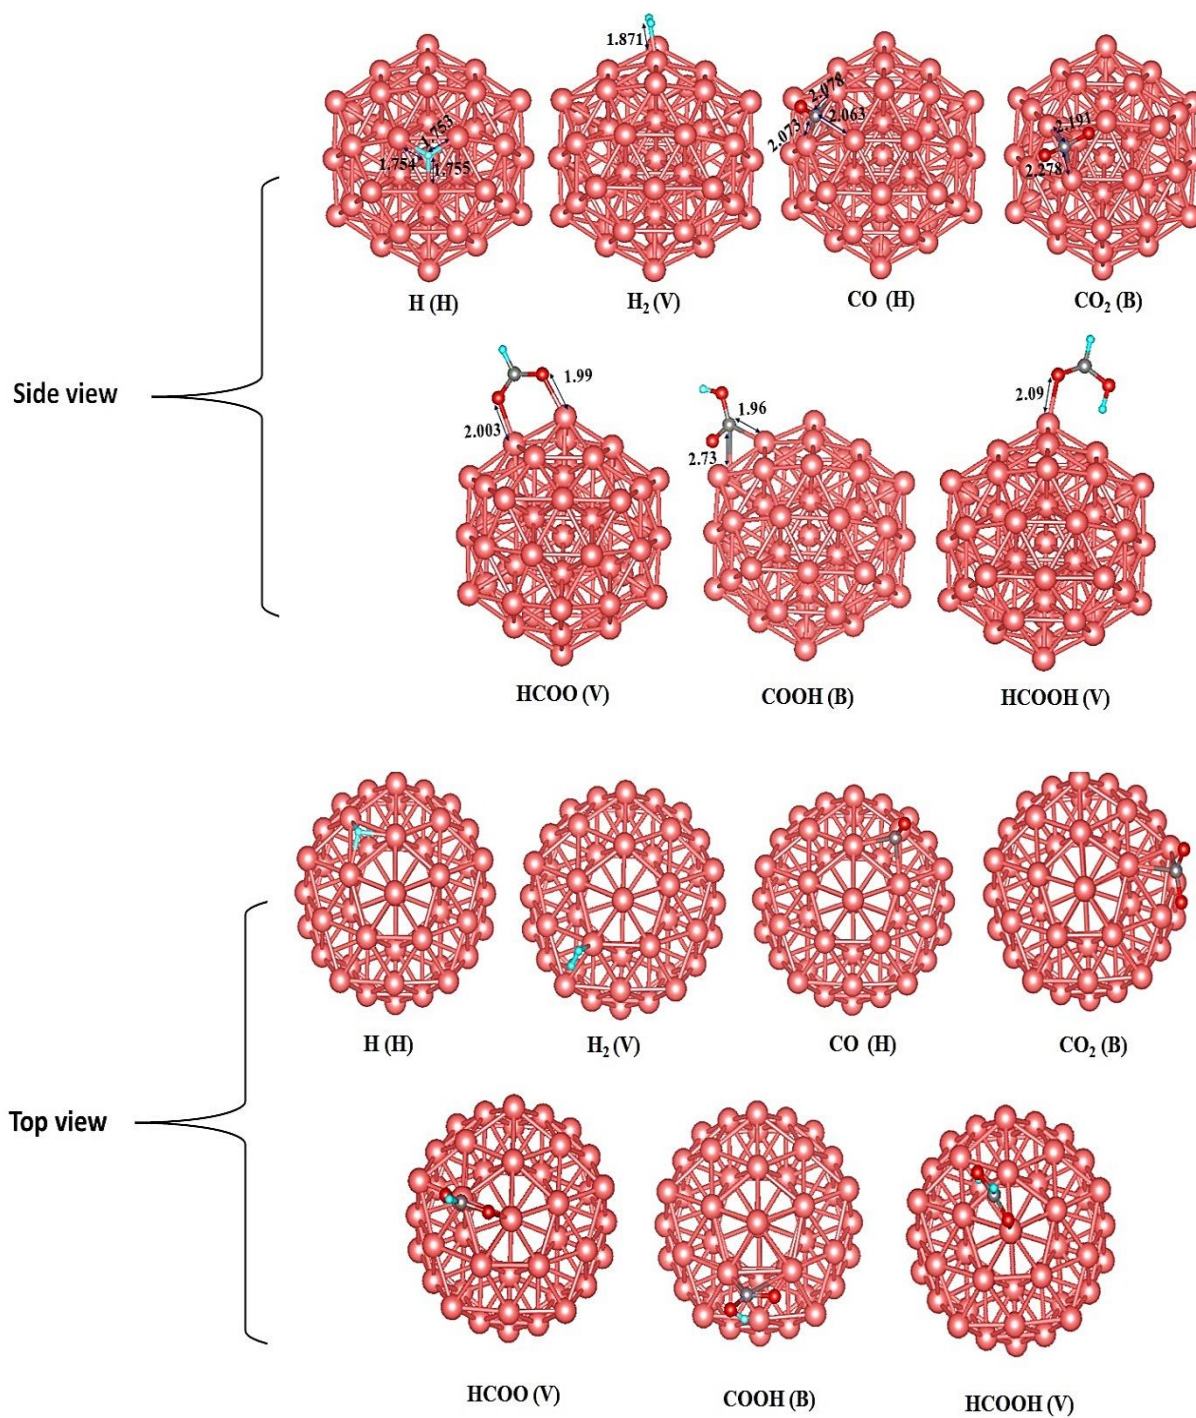 1.871
2.078
2.063
2.073
1.753
1.754
1.755
2.191
2.278
H (H)
H₂ (V)
CO (H)
CO₂ (B)
Side view
1.99
2.003
1.96
2.73
2.09
HCOO (V)
COOH (B)
HCOOH (V)
H (H)
H₂ (V)
CO (H)
CO₂ (B)
Top view
HCOO (V)
COOH (B)
HCOOH (V)